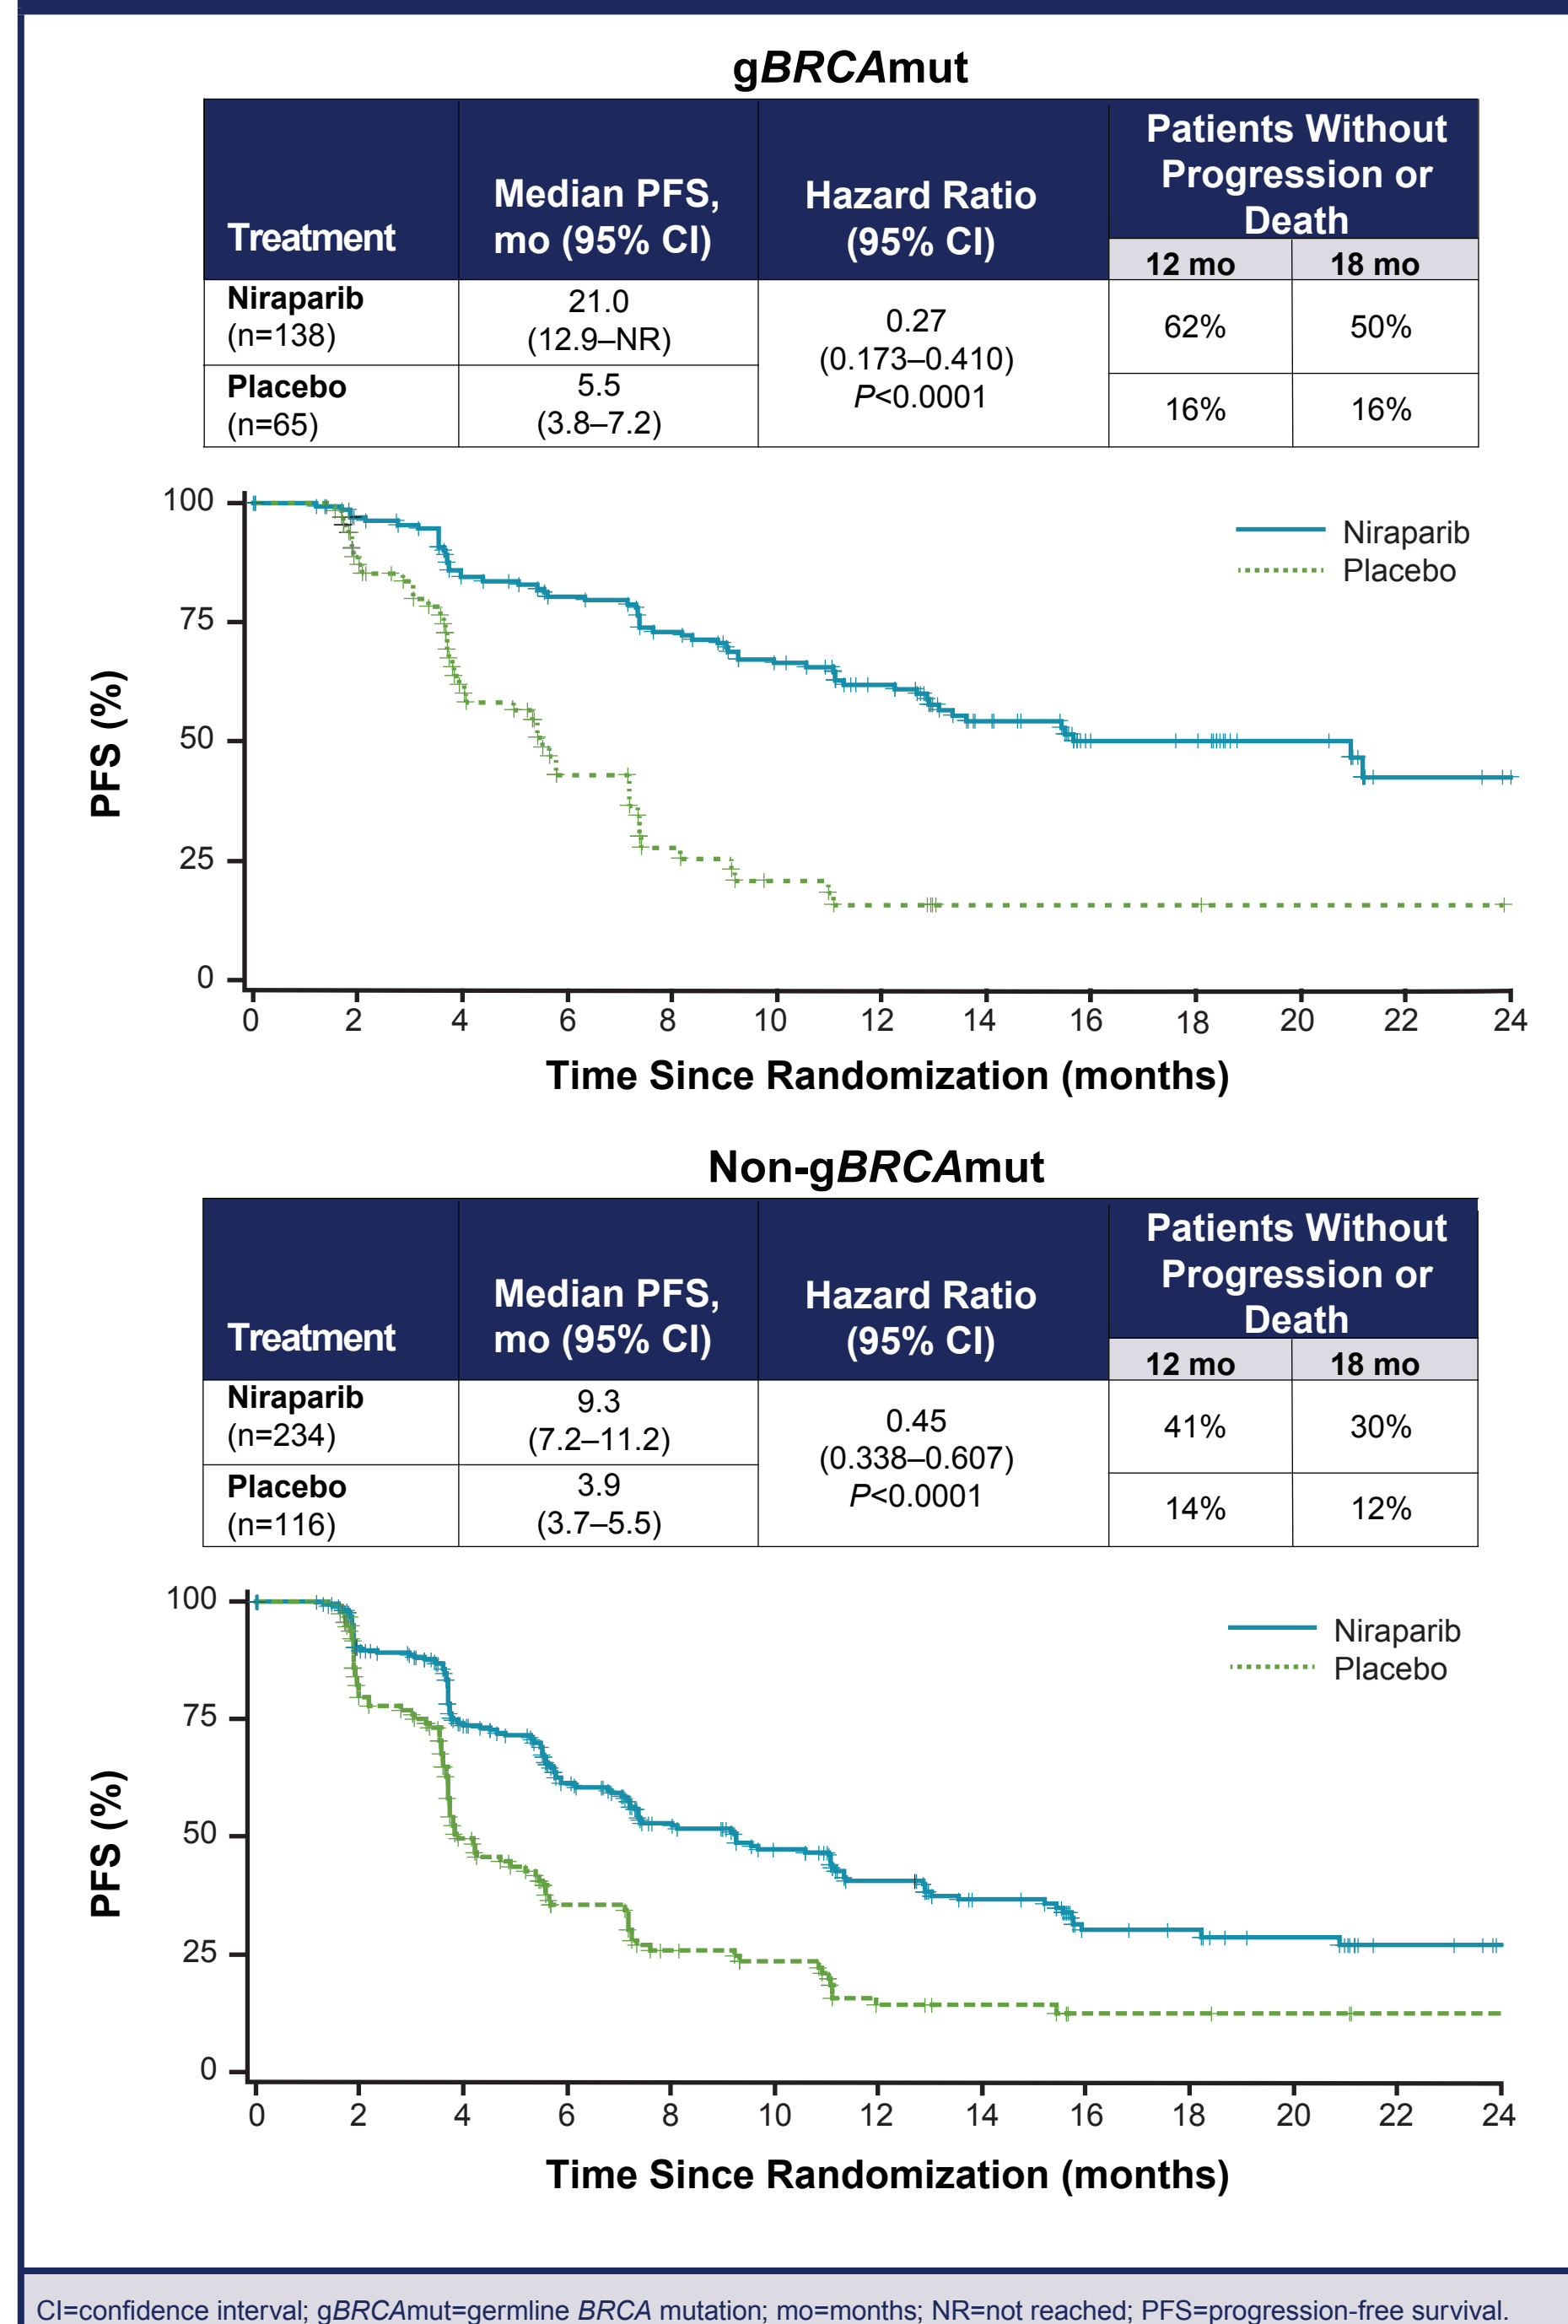 gBRCAmut
Treatment
Median PFS,
mo (95% CI)
Hazard Ratio
(95% CI)
Patients Without
Progression or
Death
12 mo 18 mo
Niraparib
(n=138)
21.0
(12.9–NR)
0.27
(0.173–0.410)
P<0.0001
62% 50%
Placebo
(n=65)
5.5
(3.8–7.2)
16% 16%
PFS (%)
100
75
50
25
0
Niraparib
Placebo
0 2 4 6 8 10 12 14 16 18 20 22 24
Time Since Randomization (months)
Non-gBRCAmut
Treatment
Median PFS,
mo (95% CI)
Hazard Ratio
(95% CI)
Patients Without
Progression or
Death
12 mo 18 mo
Niraparib
(n=234)
9.3
(7.2–11.2)
0.45
(0.338–0.607)
P<0.0001
41% 30%
Placebo
(n=116)
3.9
(3.7–5.5)
14% 12%
PFS (%)
100
75
50
25
0
Niraparib
Placebo
0 2 4 6 8 10 12 14 16 18 20 22 24
Time Since Randomization (months)
CI=confidence interval; gBRCAmut=germline BRCA mutation; mo=months; NR=not reached; PFS=progression-free survival.